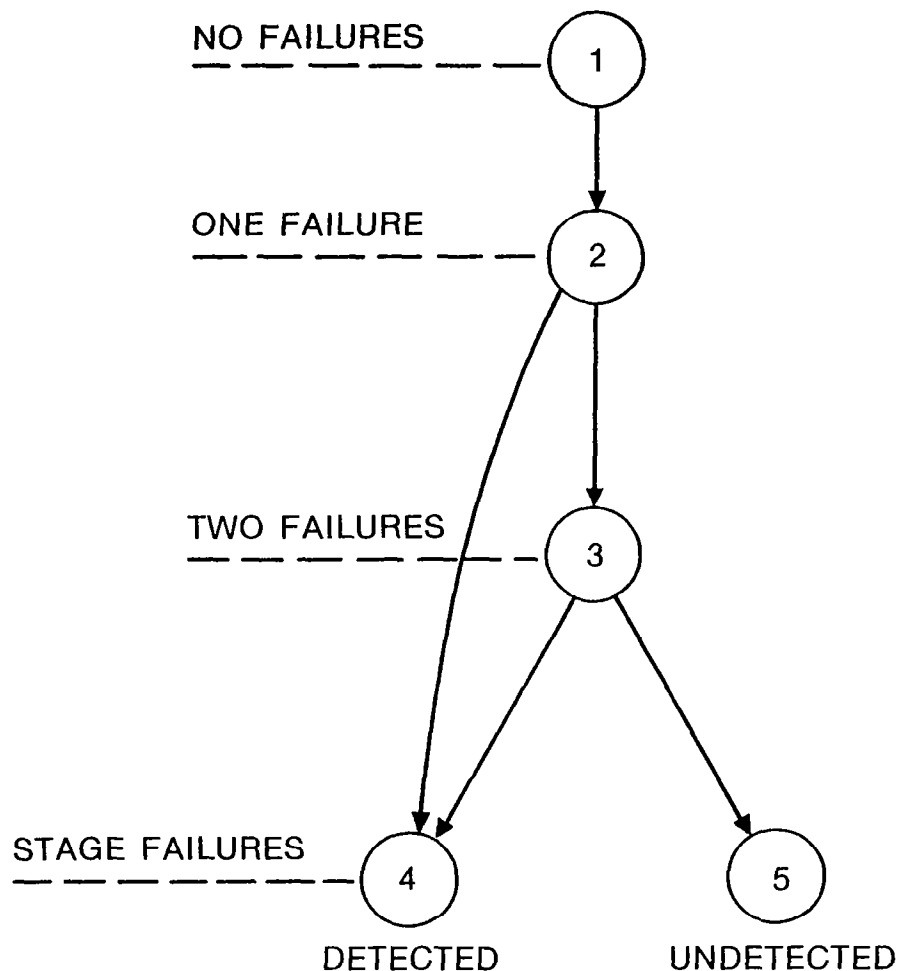 NO FAILURES
1
ONE FAILURE
2
TWO FAILURES
3
STAGE FAILURES
4
5
DETECTED
UNDETECTED